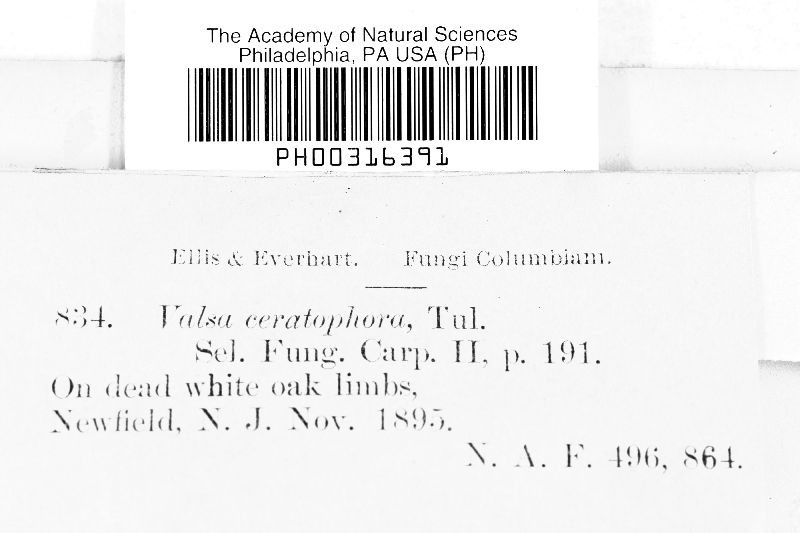 The Academy of Natural Sciences
Philadelphia, PA USA (PH)
PH00316391
Ellis & Everhart. Fungi Columbiani.
834. Valsa ceratophora, Tul.
Sel. Fung. Carp. II, p. 191.
On dead white oak limbs,
Newfield, N. J. Nov. 1895.
N. A. F. 496, 864.